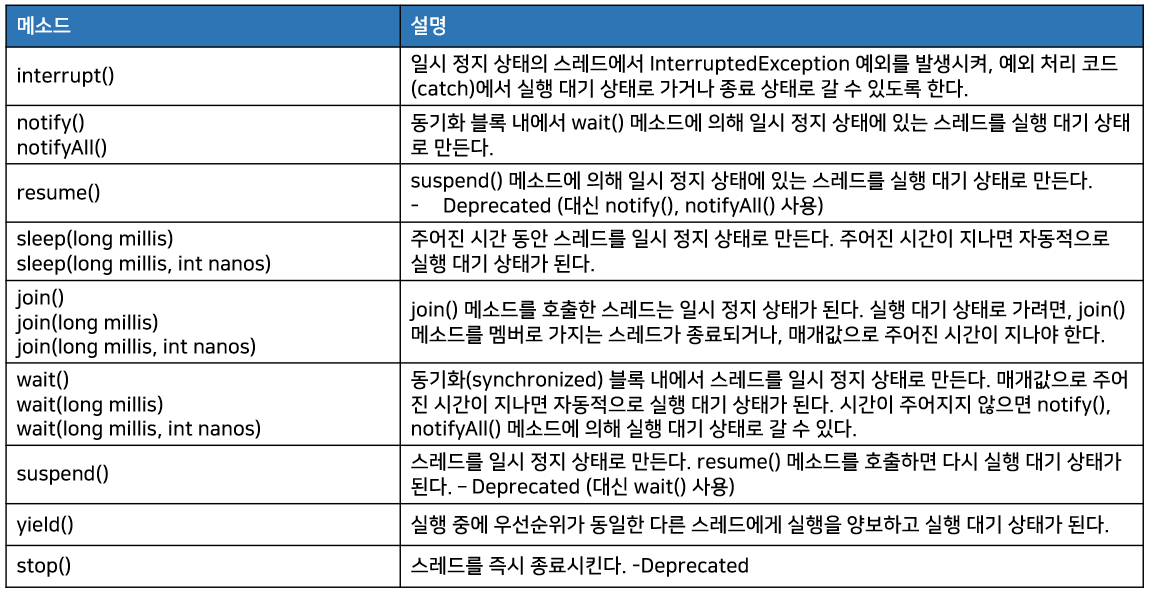 메소드
설명
interrupt()
일시 정지 상태의 스레드에서 InterruptedException 예외를 발생시켜, 예외 처리 코드
(catch)에서 실행 대기 상태로 가거나 종료 상태로 갈 수 있도록 한다.
notify()
notifyAll()
동기화 블록 내에서 wait() 메소드에 의해 일시 정지 상태에 있는 스레드를 실행 대기 상태
로 만든다.
resume()
suspend() 메소드에 의해 일시 정지 상태에 있는 스레드를 실행 대기 상태로 만든다.
- Deprecated (대신 notify(), notifyAll() 사용)
sleep(long millis)
sleep(long millis, int nanos)
주어진 시간 동안 스레드를 일시 정지 상태로 만든다. 주어진 시간이 지나면 자동적으로
실행 대기 상태가 된다.
join()
join(long millis)
join(long millis, int nanos)
join() 메소드를 호출한 스레드는 일시 정지 상태가 된다. 실행 대기 상태로 가려면, join()
메소드를 멤버로 가지는 스레드가 종료되거나, 매개값으로 주어진 시간이 지나야 한다.
wait()
wait(long millis)
wait(long millis, int nanos)
동기화(synchronized) 블록 내에서 스레드를 일시 정지 상태로 만든다. 매개값으로 주어
진 시간이 지나면 자동적으로 실행 대기 상태가 된다. 시간이 주어지지 않으면 notify(),
notifyAll() 메소드에 의해 실행 대기 상태로 갈 수 있다.
suspend()
스레드를 일시 정지 상태로 만든다. resume() 메소드를 호출하면 다시 실행 대기 상태가
된다. – Deprecated (대신 wait() 사용)
yield()
실행 중에 우선순위가 동일한 다른 스레드에게 실행을 양보하고 실행 대기 상태가 된다.
stop()
스레드를 즉시 종료시킨다. -Deprecated